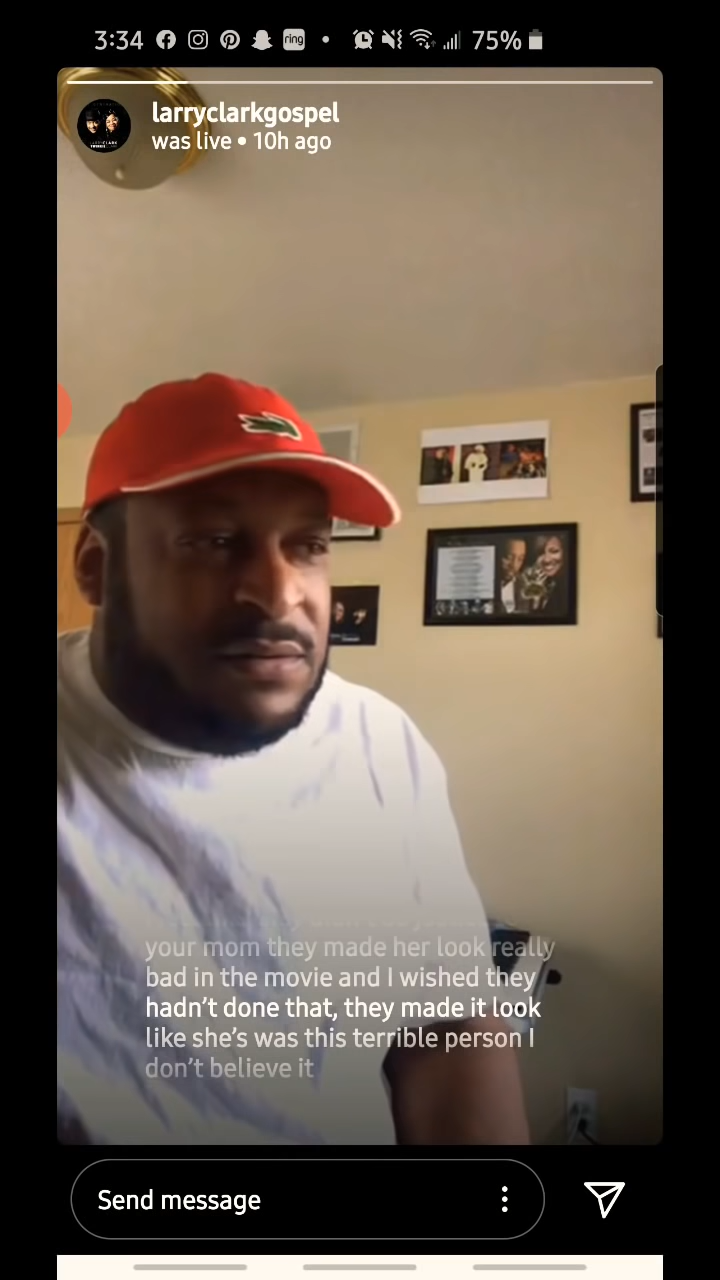 3:34 ring • 75%
larryclarkgospel
was live • 10h ago
your mom they made her look really
bad in the movie and I wished they
hadn't done that, they made it look
like she's was this terrible person I
don't believe it
Send message